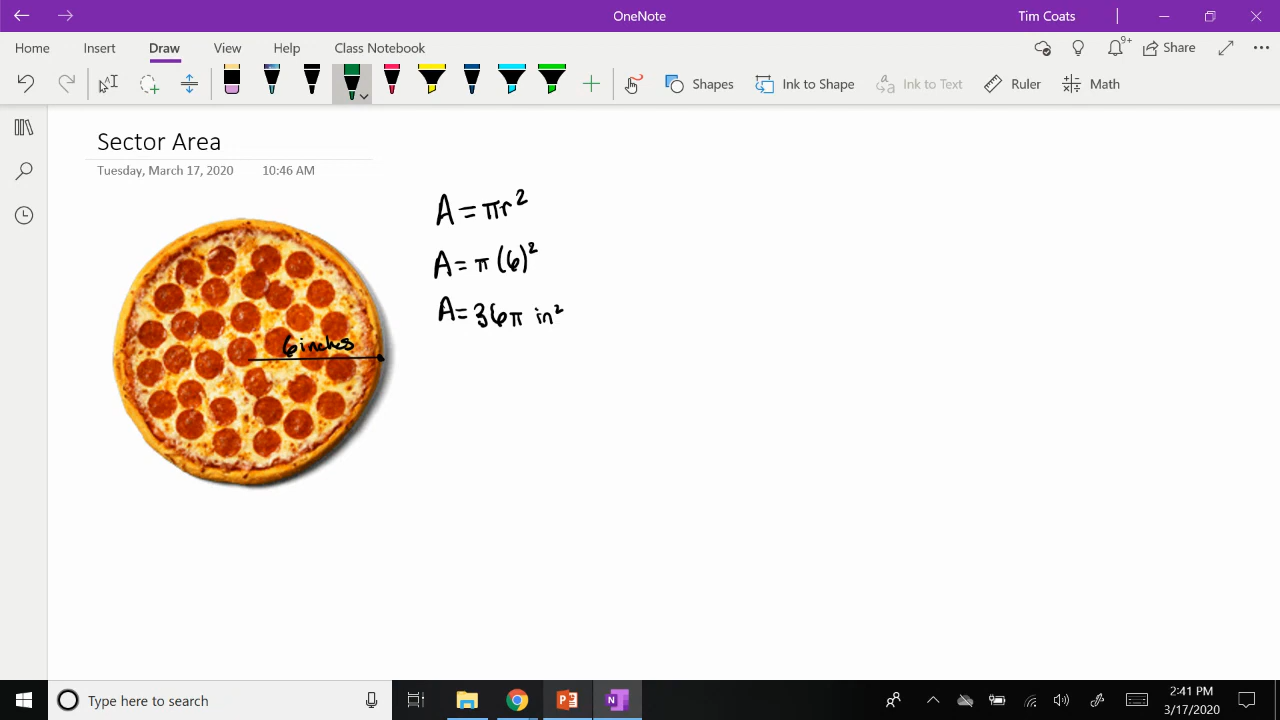 OneNote
Tim Coats
Home Insert Draw View Help Class Notebook
9+
Share
Shapes Ink to Shape Ink to Text Ruler Math
Sector Area
Tuesday, March 17, 2020 10:46 AM
A = πr²
A = π(6)²
A = 36π in²
6 inches
Type here to search
2:41 PM
3/17/2020